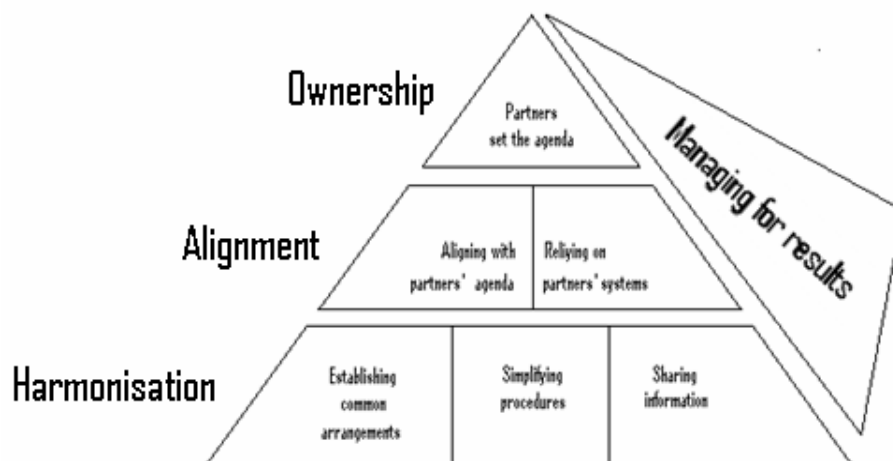 Ownership
Partners
set the agenda
Managing for results
Alignment
Aligning with
partners' agenda
Reliying on
partners' systems
Harmonisation
Establishing
common
arrangements
Simplifying
procedures
Sharing
information